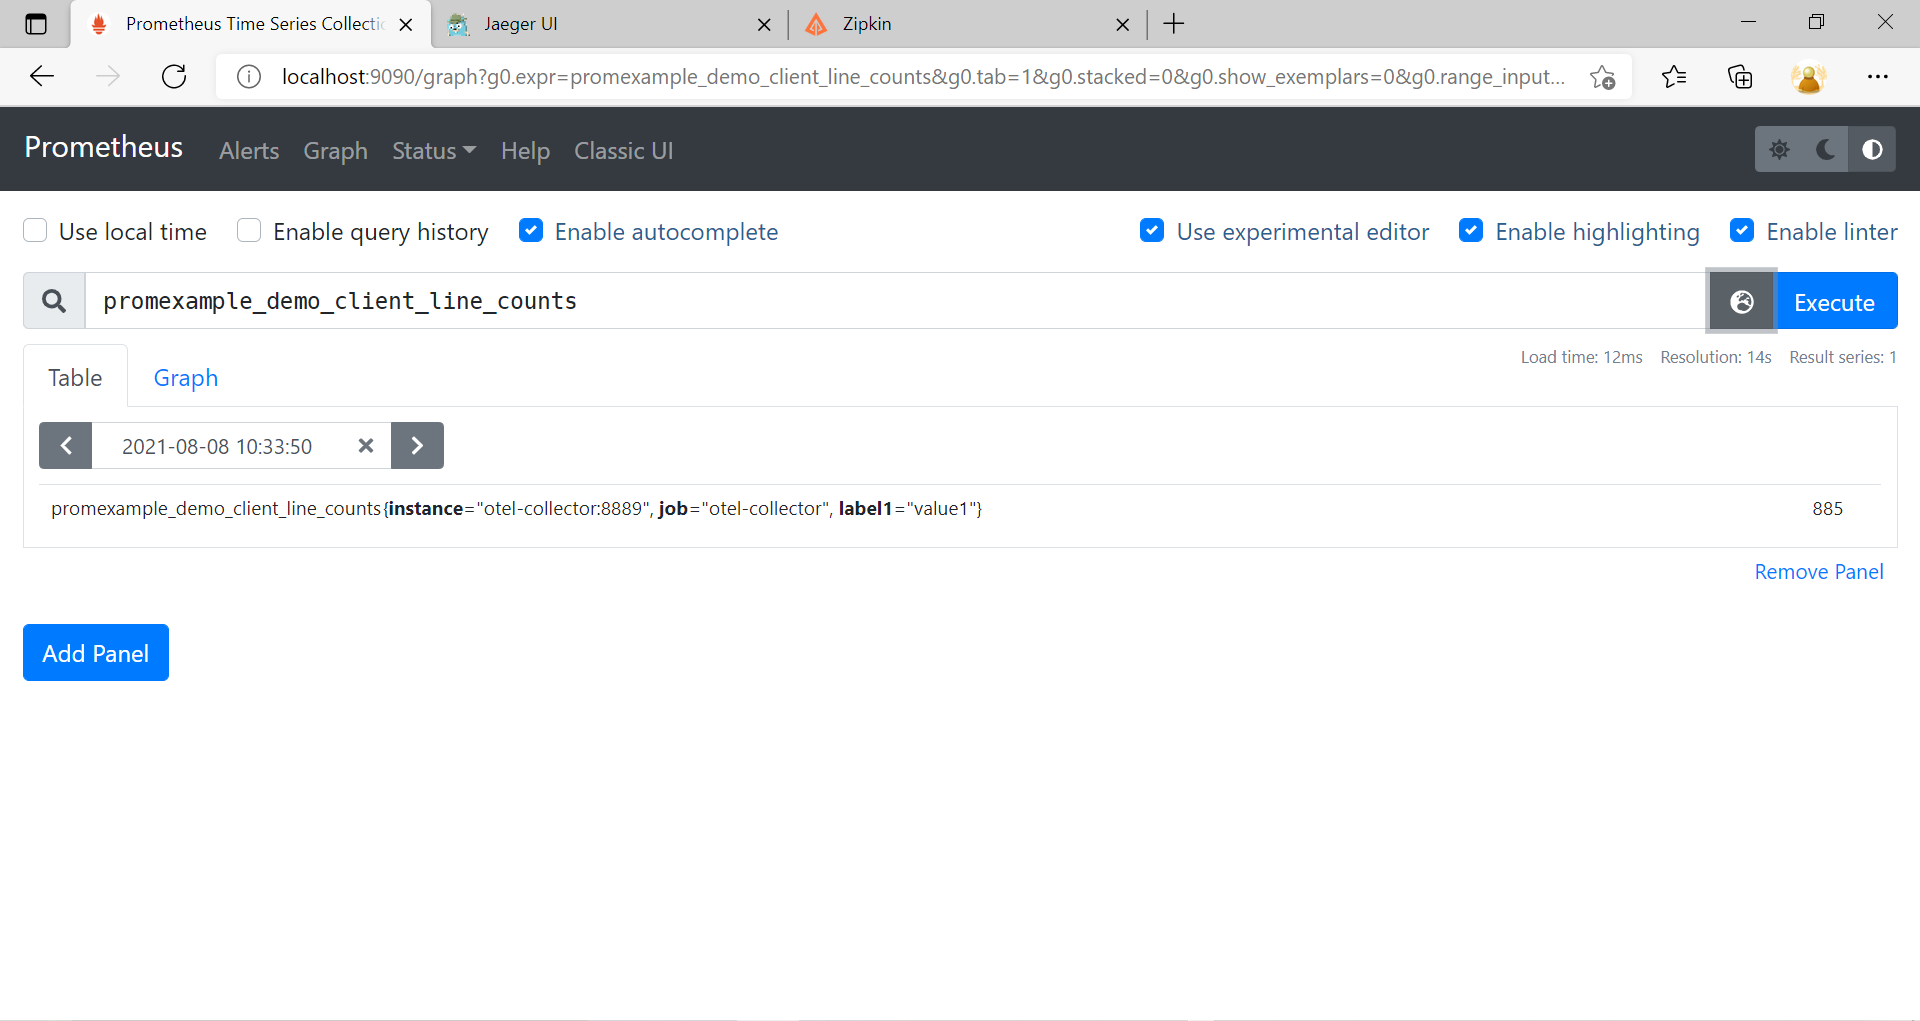 Prometheus Time Series Collectic
Jaeger UI
Zipkin
localhost:9090/graph?g0.expr=promexample_demo_client_line_counts&g0.tab=1&g0.stacked=0&g0.show_exemplars=0&g0.range_input...
Prometheus Alerts Graph Status Help Classic UI
Use local time Enable query history Enable autocomplete Use experimental editor Enable highlighting Enable linter
promexample_demo_client_line_counts Execute
Load time: 12ms Resolution: 14s Result series: 1
Table Graph
2021-08-08 10:33:50
promexample_demo_client_line_counts{instance="otel-collector:8889", job="otel-collector", label1="value1"} 885
Remove Panel
Add Panel